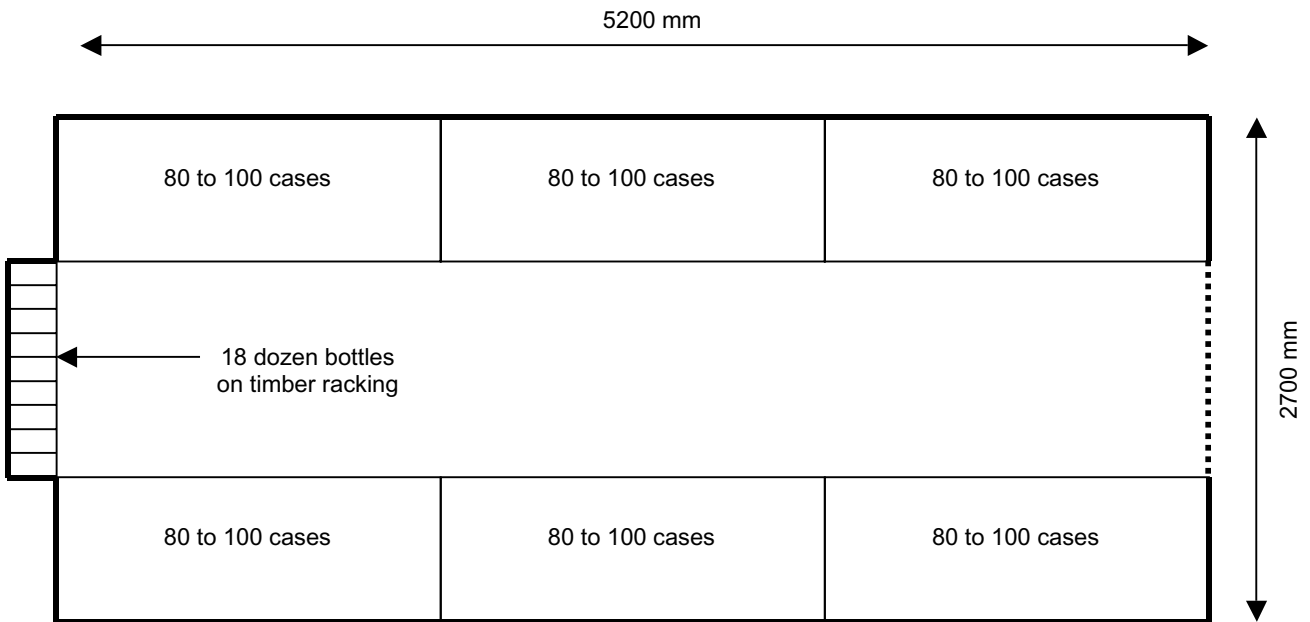 5200 mm
80 to 100 cases
80 to 100 cases
80 to 100 cases
18 dozen bottles
on timber racking
2700 mm
80 to 100 cases
80 to 100 cases
80 to 100 cases